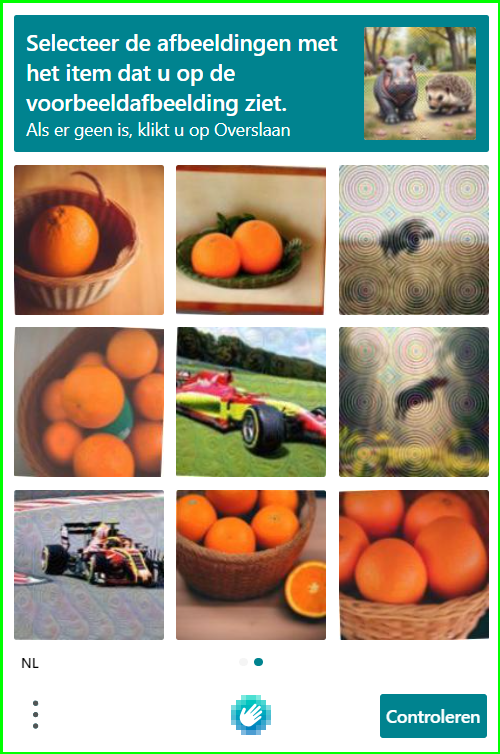 Selecteer de afbeeldingen met
het item dat u op de
voorbeeldafbeelding ziet.
Als er geen is, klikt u op Overslaan
NL
Controleren